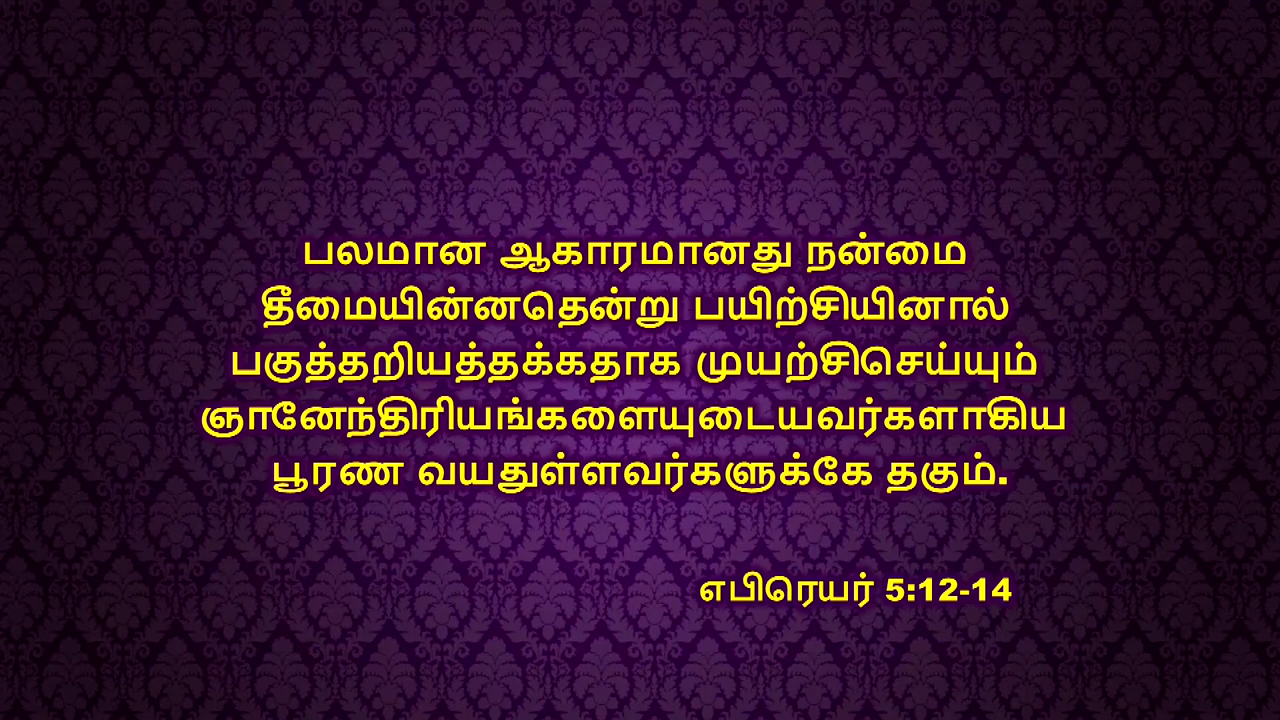 பலமான ஆகாரமானது நன்மை
தீமையின்னதென்று பயிற்சியினால்
பகுத்தறியத்தக்கதாக முயற்சிசெய்யும்
ஞானேந்திரியங்களையுடையவர்களாகிய
பூரண வயதுள்ளவர்களுக்கே தகும்.
எபிரெயர் 5:12-14